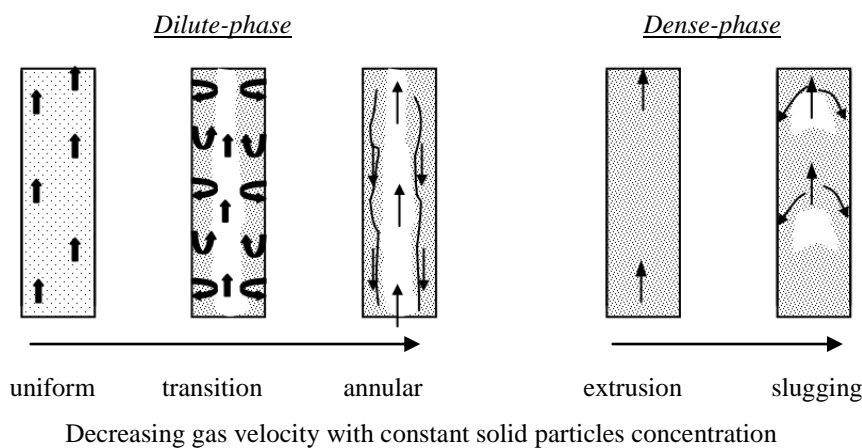 Dilute-phase
Dense-phase
uniform
transition
annular
extrusion
slugging
Decreasing gas velocity with constant solid particles concentration